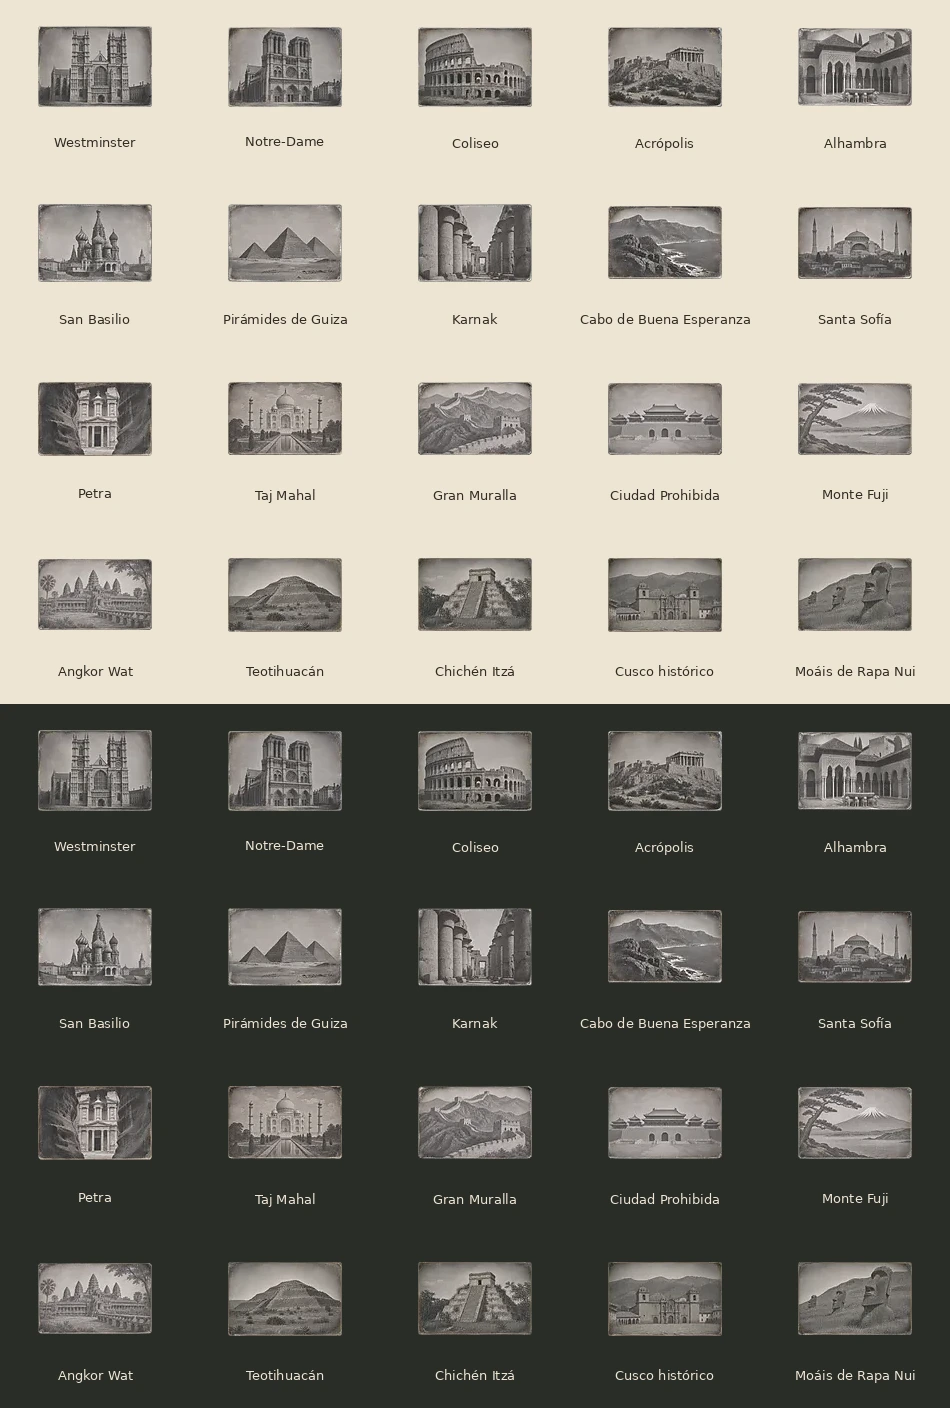 Westminster
Notre-Dame
Coliseo
Acrópolis
Alhambra
San Basilio
Pirámides de Guiza
Karnak
Cabo de Buena Esperanza
Santa Sofía
Petra
Taj Mahal
Gran Muralla
Ciudad Prohibida
Monte Fuji
Angkor Wat
Teotihuacán
Chichén Itzá
Cusco histórico
Moáis de Rapa Nui
Westminster
Notre-Dame
Coliseo
Acrópolis
Alhambra
San Basilio
Pirámides de Guiza
Karnak
Cabo de Buena Esperanza
Santa Sofía
Petra
Taj Mahal
Gran Muralla
Ciudad Prohibida
Monte Fuji
Angkor Wat
Teotihuacán
Chichén Itzá
Cusco histórico
Moáis de Rapa Nui